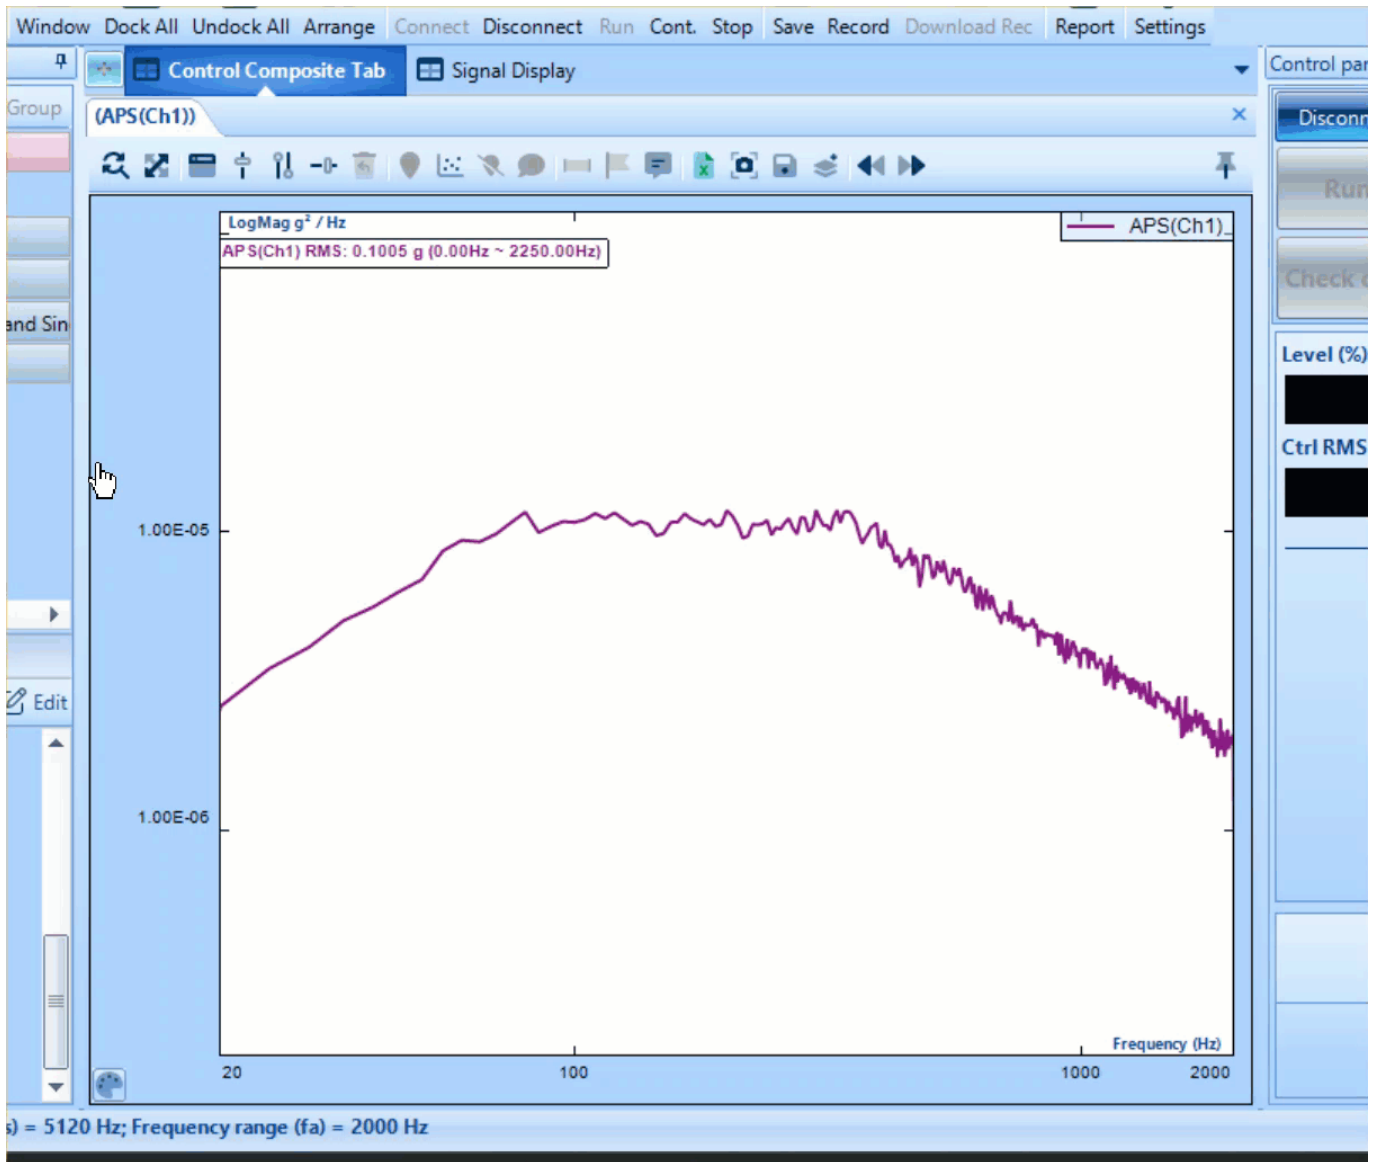 Window Dock All Undock All Arrange Connect Disconnect Run Cont. Stop Save Record Download Rec Report Settings
Control Composite Tab Signal Display
Control par
Group
(APS(Ch1))
Disconn
Run
Check
and Sin
Level (%)
Ctrl RMS
Edit
LogMag g² / Hz
APS(Ch1)
APS(Ch1) RMS: 0.1005 g (0.00Hz ~ 2250.00Hz)
1.00E-05
1.00E-06
Frequency (Hz)
20 100 1000 2000
s) = 5120 Hz; Frequency range (fa) = 2000 Hz